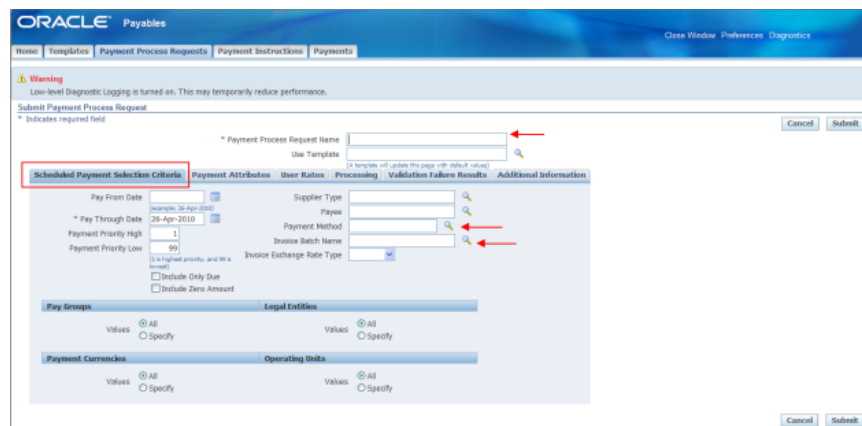 ORACLE Payables
Close Window Preferences Diagnostics
Home Templates Payment Process Requests Payment Instructions Payments
Warning
Low-level Diagnostic Logging is turned on. This may temporarily reduce performance.
Submit Payment Process Request
* Indicates required field
Cancel Submit
* Payment Process Request Name
Use Template
(A template will update this page with default values)
Scheduled Payment Selection Criteria Payment Attributes User Rates Processing Validation Failure Results Additional Information
Pay From Date
(example: 26-Apr-2010)
* Pay Through Date 26-Apr-2010
Payment Priority High 1
Payment Priority Low 99
(1 is highest priority, and 99 is lowest)
Include Only Due
Include Zero Amount
Supplier Type
Payee
Payment Method
Invoice Batch Name
Invoice Exchange Rate Type
Pay Groups Legal Entities
Values All Values All
Specify Specify
Payment Currencies Operating Units
Values All Values All
Specify Specify
Cancel Submit